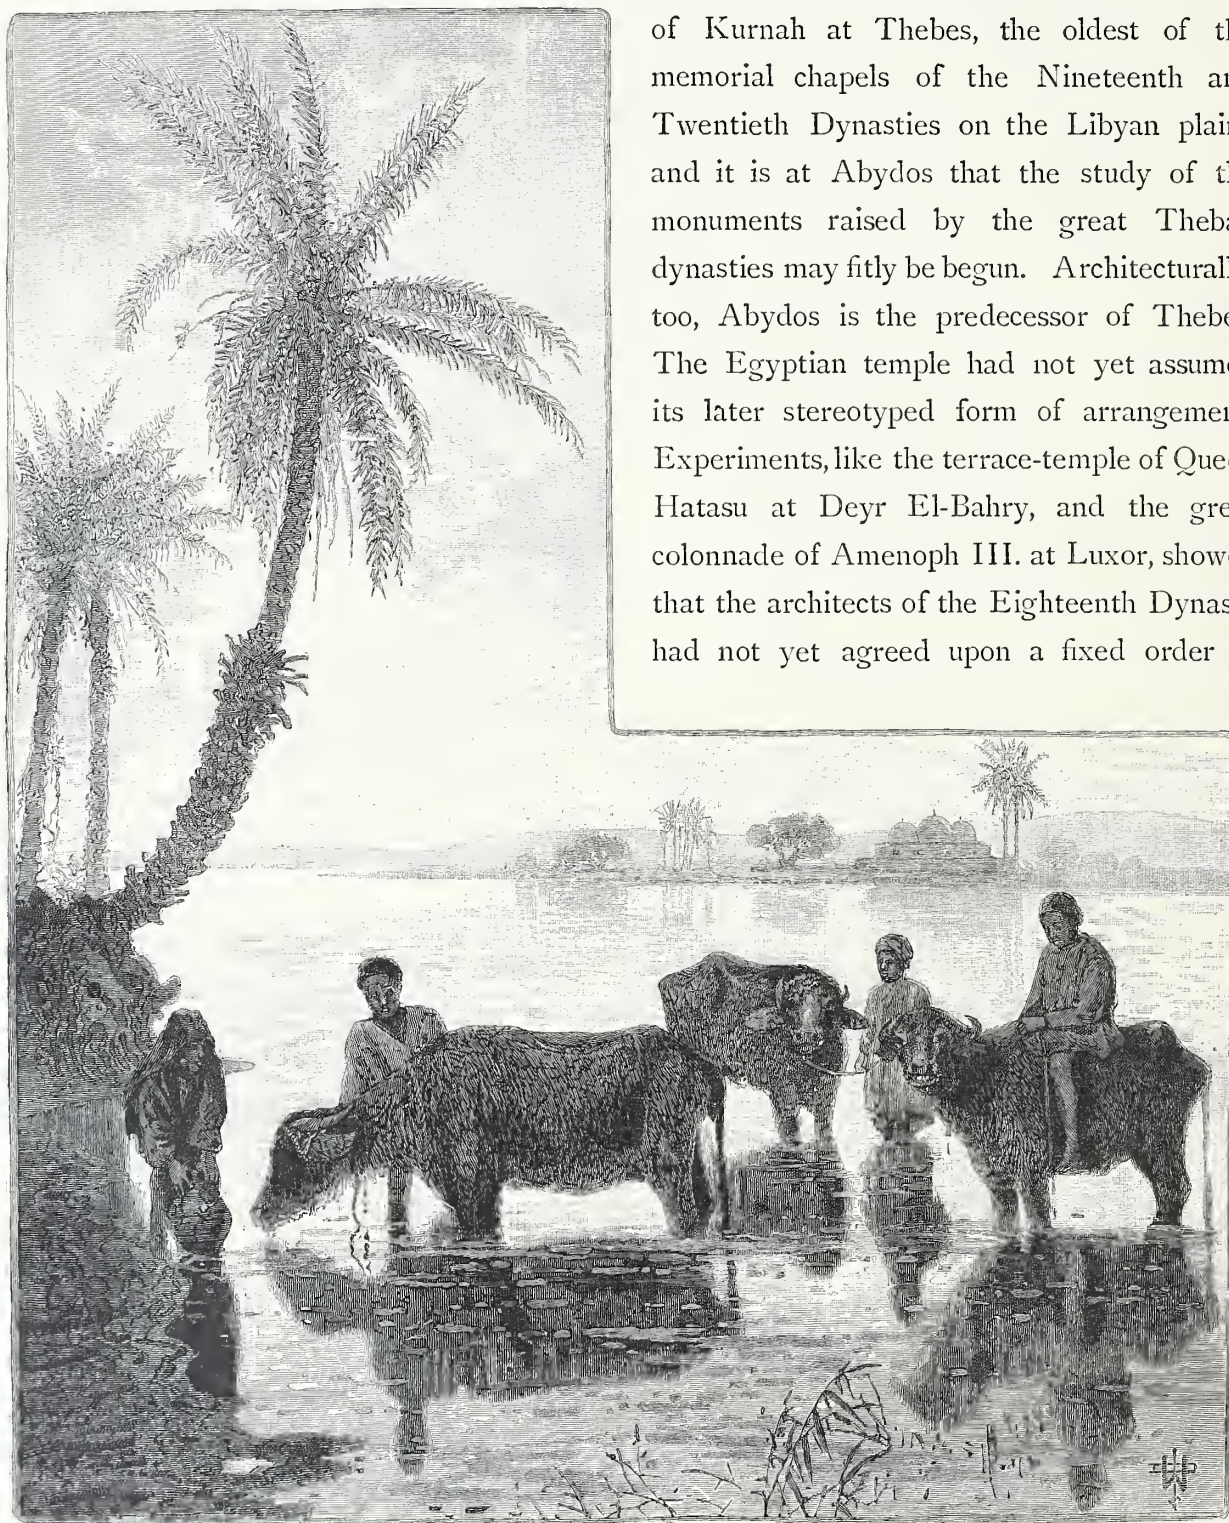 of Kurnah at Thebes, the oldest of t
memorial chapels of the Nineteenth a
Twentieth Dynasties on the Libyan plain
and it is at Abydos that the study of t
monuments raised by the great Theba
dynasties may fitly be begun. Architecturall
too, Abydos is the predecessor of Thebe
The Egyptian temple had not yet assume
its later stereotyped form of arrangemen
Experiments, like the terrace-temple of Que
Hatasu at Deyr El-Bahry, and the gre
colonnade of Amenoph III. at Luxor, show
that the architects of the Eighteenth Dynas
had not yet agreed upon a fixed order